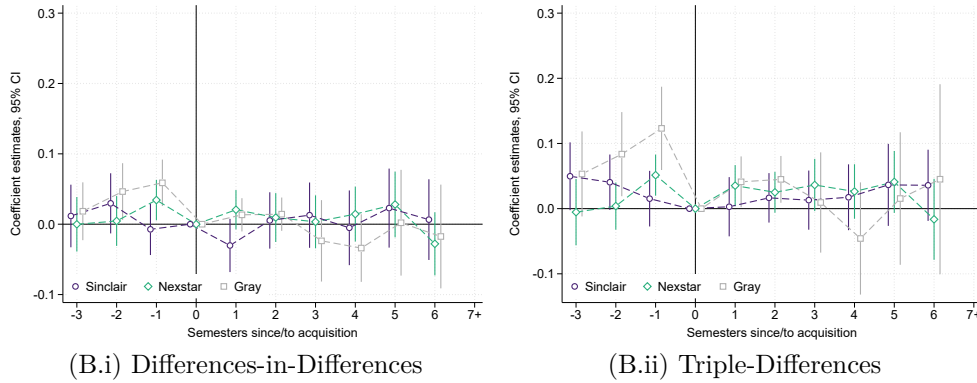 0.3
0.2
0.1
0.0
-0.1
Coefficient estimates, 95% CI
Sinclair Nexstar Gray
-3 -2 -1 0 1 2 3 4 5 6 7+
Semesters since/to acquisition
(B.i) Differences-in-Differences
0.3
0.2
0.1
0.0
-0.1
Coefficient estimates, 95% CI
Sinclair Nexstar Gray
-3 -2 -1 0 1 2 3 4 5 6 7+
Semesters since/to acquisition
(B.ii) Triple-Differences